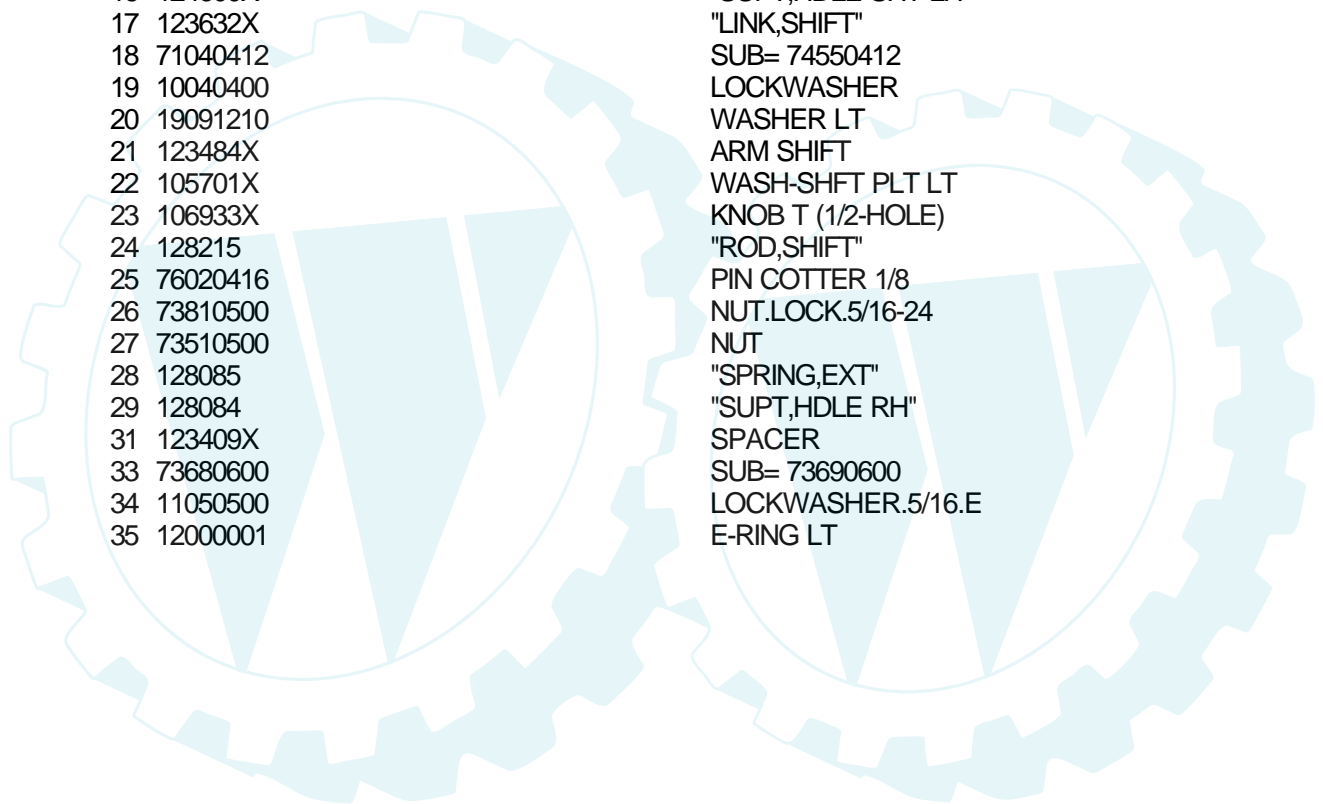 17 123632X "LINK,SHIFT"
18 71040412 SUB= 74550412
19 10040400 LOCKWASHER
20 19091210 WASHER LT
21 123484X ARM SHIFT
22 105701X WASH-SHFT PLT LT
23 106933X KNOB T (1/2-HOLE)
24 128215 "ROD,SHIFT"
25 76020416 PIN COTTER 1/8
26 73810500 NUT.LOCK.5/16-24
27 73510500 NUT
28 128085 "SPRING,EXT"
29 128084 "SUPT,HDLE RH"
31 123409X SPACER
33 73680600 SUB= 73690600
34 11050500 LOCKWASHER.5/16.E
35 12000001 E-RING LT